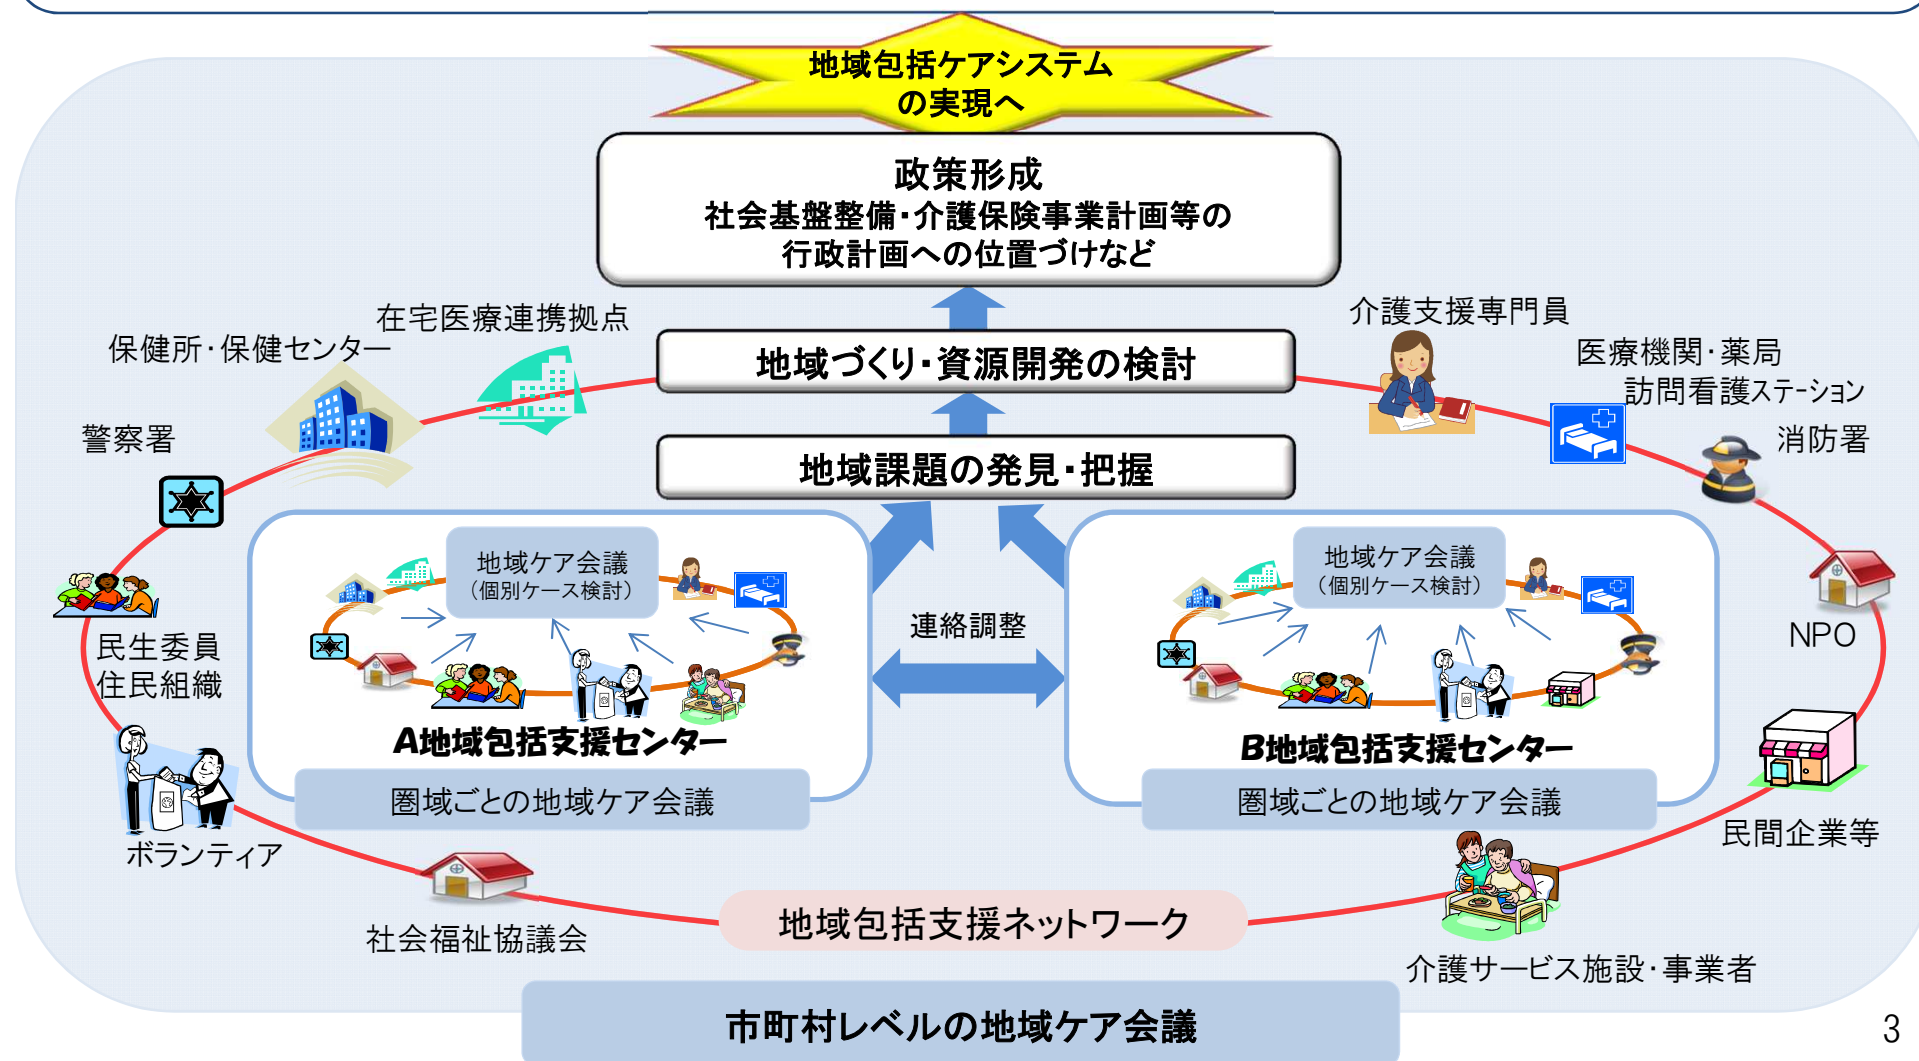 地域包括ケアシステム
の実現へ
政策形成
社会基盤整備・介護保険事業計画等の
行政計画への位置づけなど
在宅医療連携拠点
保健所・保健センター
警察署
介護支援専門員
医療機関・薬局
訪問看護ステーション
消防署
地域づくり・資源開発の検討
地域課題の発見・把握
地域ケア会議
（個別ケース検討）
A地域包括支援センター
圏域ごとの地域ケア会議
連絡調整
地域ケア会議
（個別ケース検討）
B地域包括支援センター
圏域ごとの地域ケア会議
民生委員
住民組織
NPO
ボランティア
民間企業等
社会福祉協議会
地域包括支援ネットワーク
介護サービス施設・事業者
市町村レベルの地域ケア会議
3